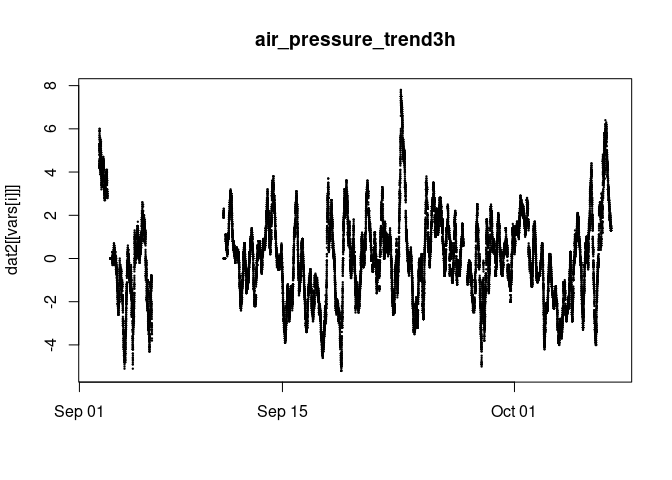 air_pressure_trend3h
dat2[[vars[i]]]
8
6
4
2
0
-2
-4
Sep 01
Sep 15
Oct 01